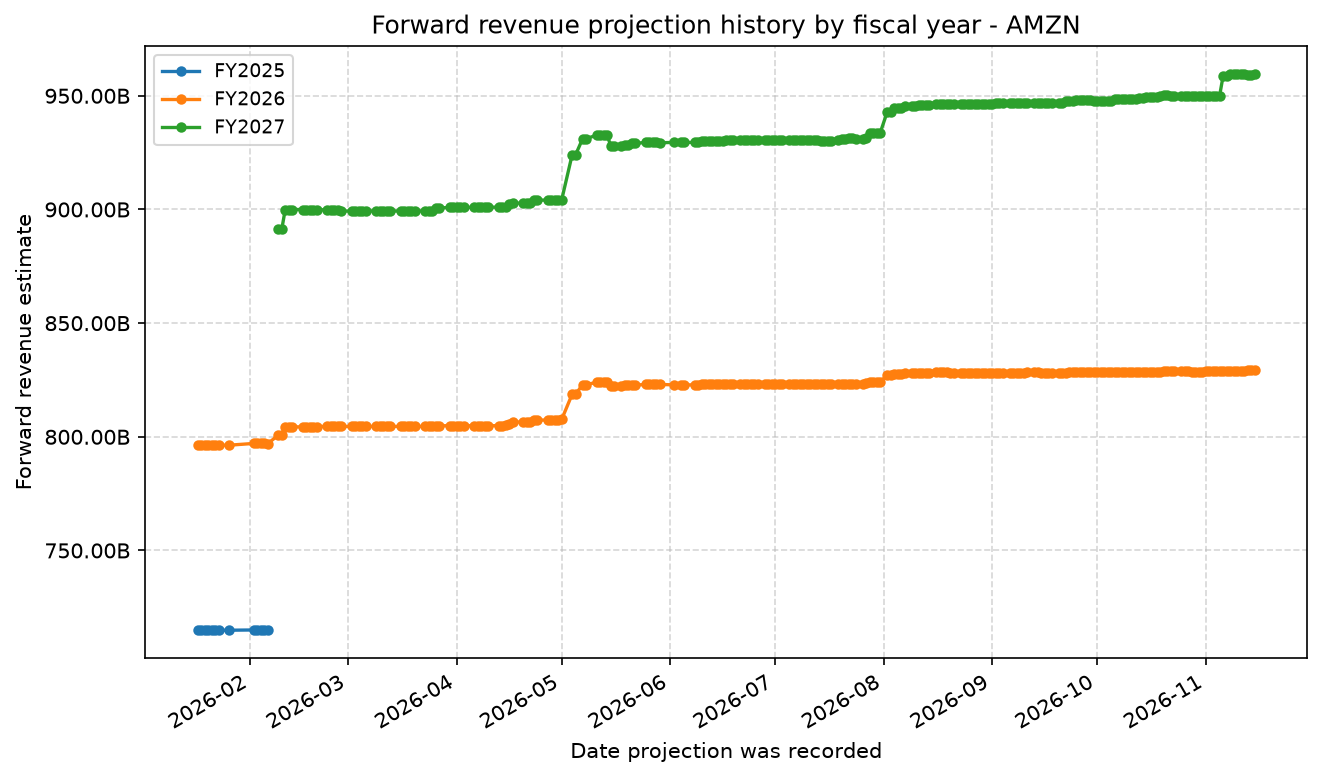 Forward revenue projection history by fiscal year - AMZN
FY2025
FY2026
FY2027
950.00B
900.00B
850.00B
800.00B
750.00B
Forward revenue estimate
2026-02
2026-03
2026-04
2026-05
2026-06
2026-07
2026-08
2026-09
2026-10
2026-11
Date projection was recorded